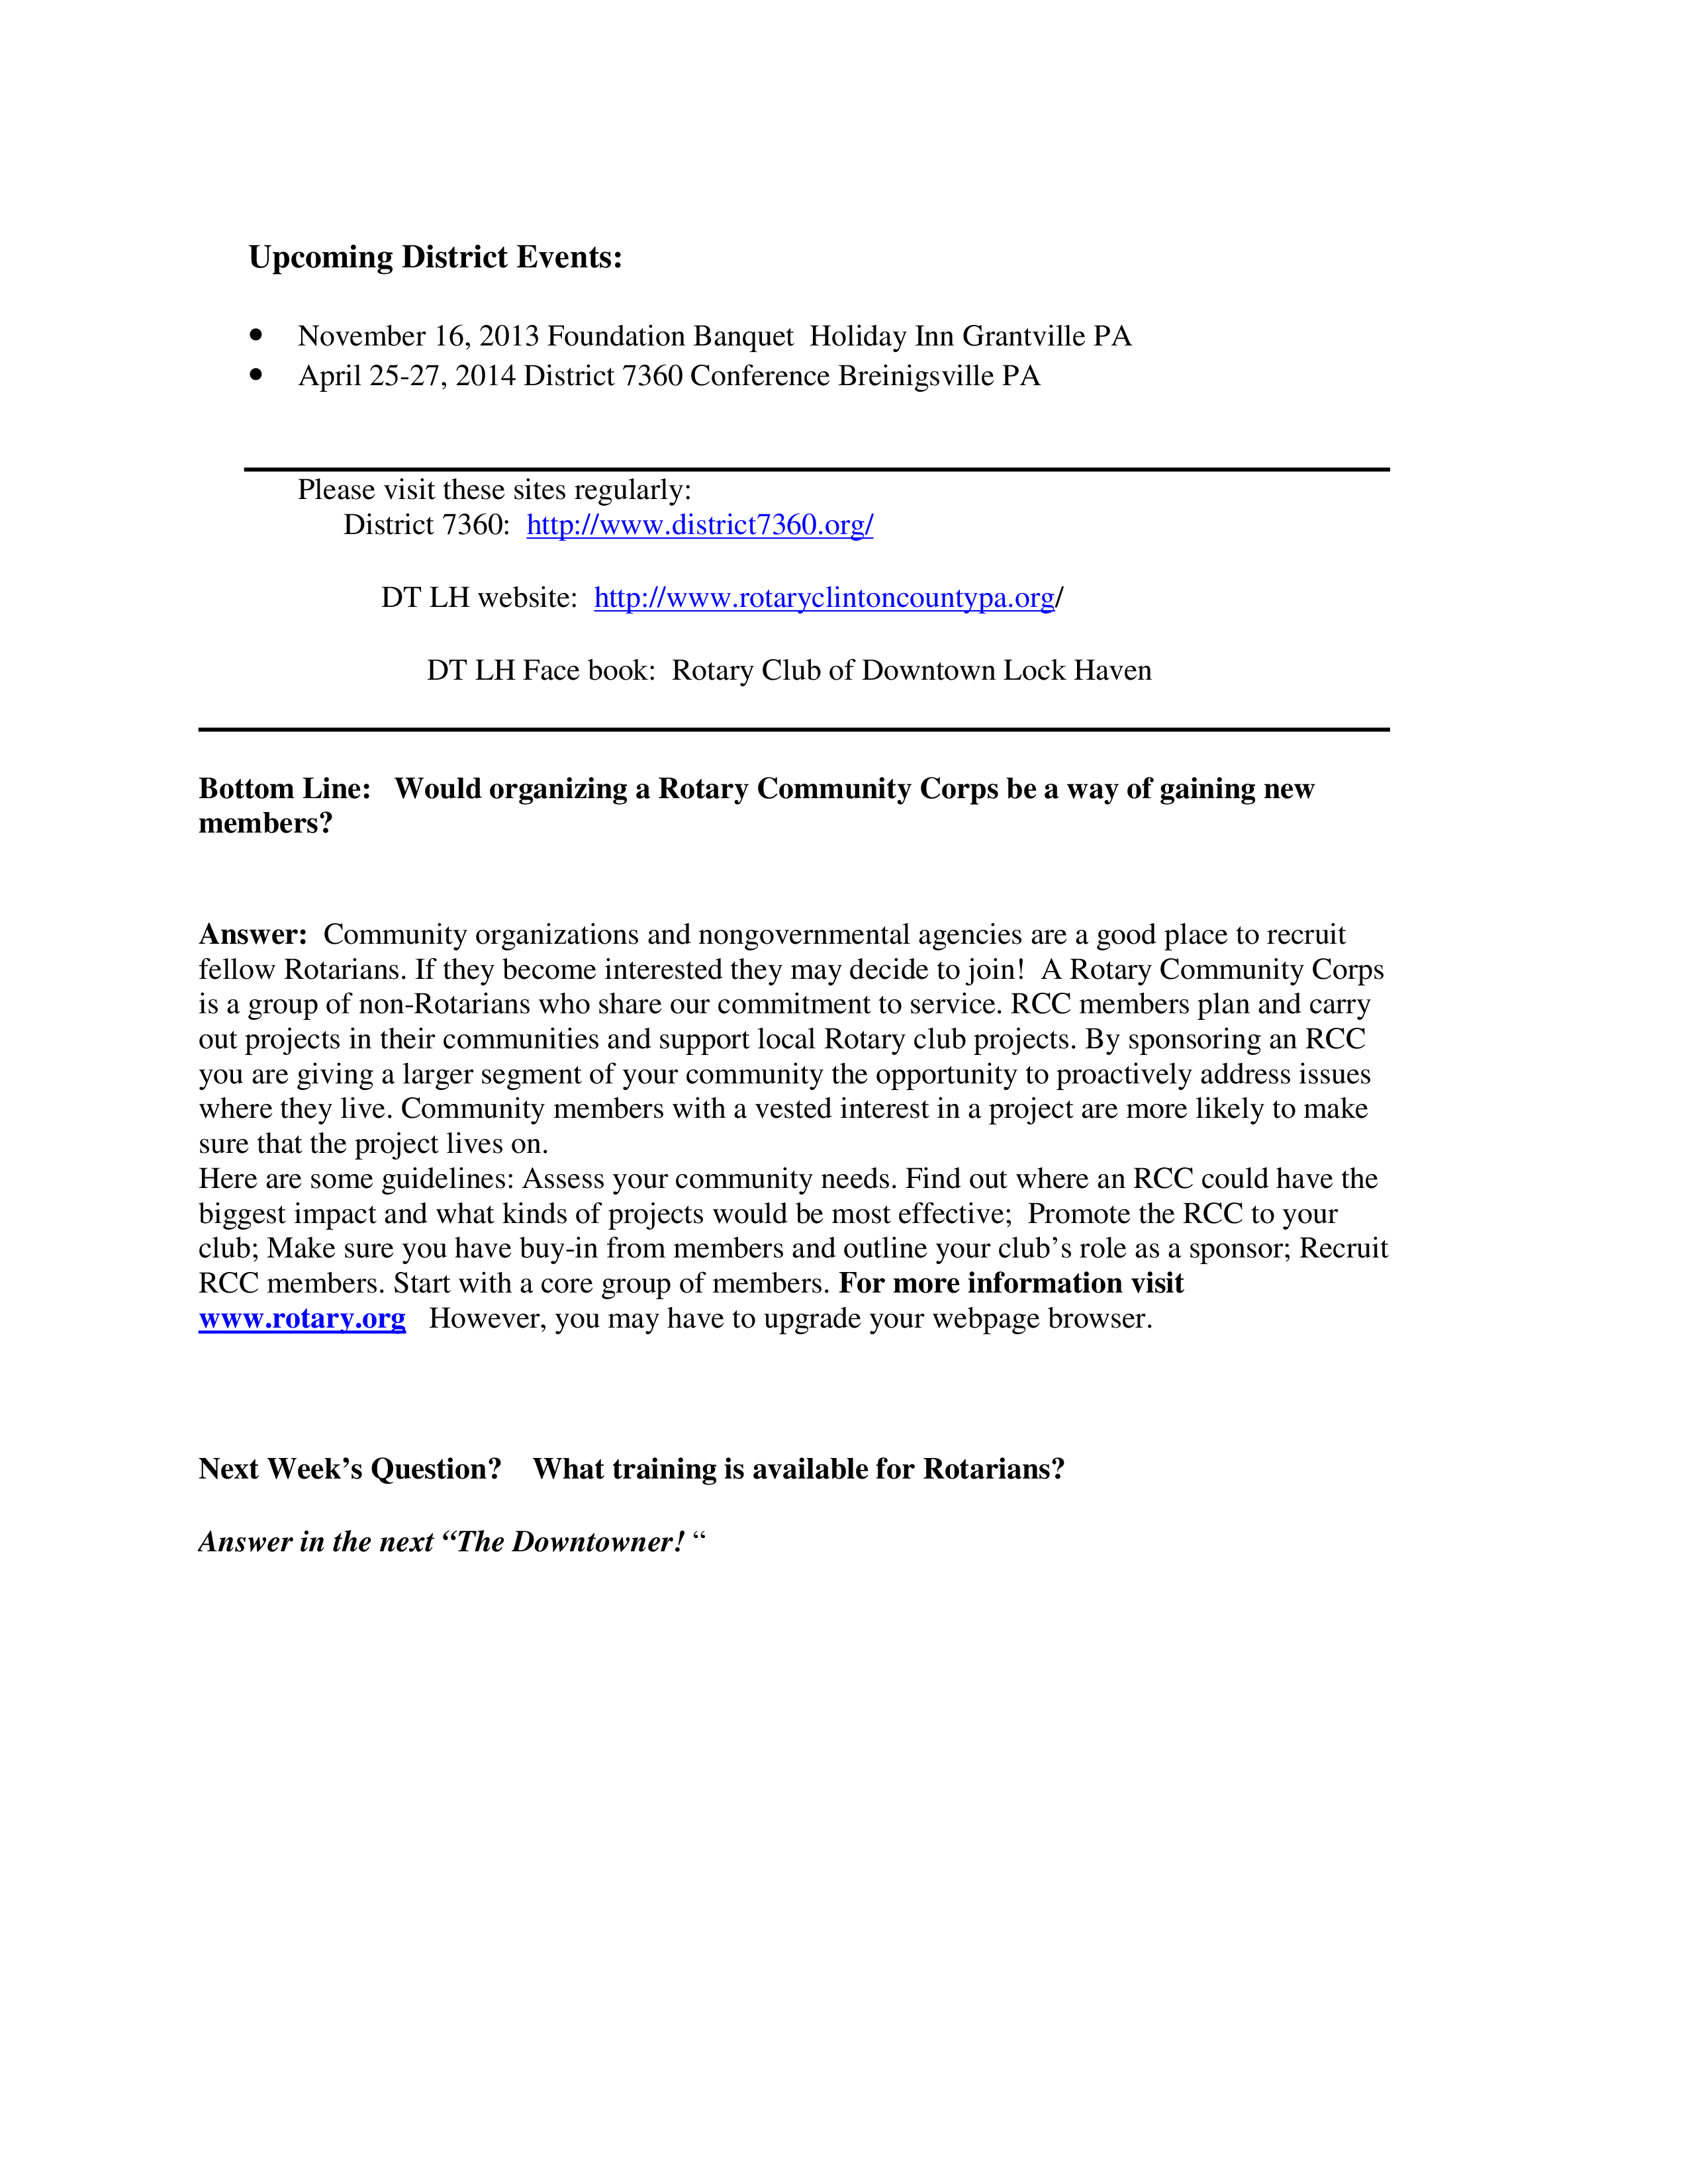 Upcoming District Events:
• November 16, 2013 Foundation Banquet  Holiday Inn Grantville PA
• April 25-27, 2014 District 7360 Conference Breinigsville PA
Please visit these sites regularly:
District 7360:  http://www.district7360.org/
DT LH website:  http://www.rotaryclintoncountypa.org/
DT LH Face book:  Rotary Club of Downtown Lock Haven
Bottom Line:   Would organizing a Rotary Community Corps be a way of gaining new
members?
Answer:  Community organizations and nongovernmental agencies are a good place to recruit
fellow Rotarians. If they become interested they may decide to join!  A Rotary Community Corps
is a group of non-Rotarians who share our commitment to service. RCC members plan and carry
out projects in their communities and support local Rotary club projects. By sponsoring an RCC
you are giving a larger segment of your community the opportunity to proactively address issues
where they live. Community members with a vested interest in a project are more likely to make
sure that the project lives on.
Here are some guidelines: Assess your community needs. Find out where an RCC could have the
biggest impact and what kinds of projects would be most effective;  Promote the RCC to your
club; Make sure you have buy-in from members and outline your club’s role as a sponsor; Recruit
RCC members. Start with a core group of members. For more information visit
www.rotary.org   However, you may have to upgrade your webpage browser.
Next Week’s Question?    What training is available for Rotarians?
Answer in the next “The Downtowner! “